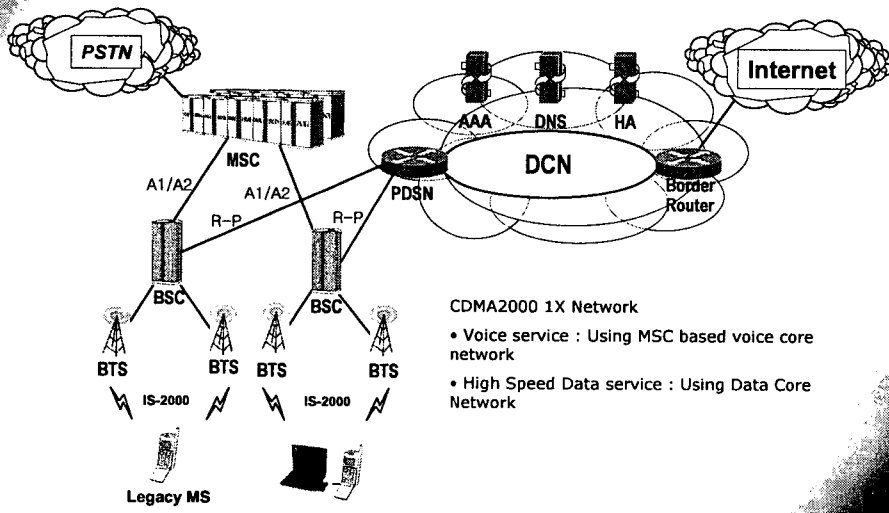 PSTN
Internet
AAA
DNS
HA
MSC
DCN
PDSN
Border
Router
A1/A2
A1/A2
R-P
R-P
BSC
BSC
CDMA2000 1X Network
• Voice service : Using MSC based voice core
network
• High Speed Data service : Using Data Core
Network
BTS
BTS
BTS
BTS
IS-2000
IS-2000
Legacy MS